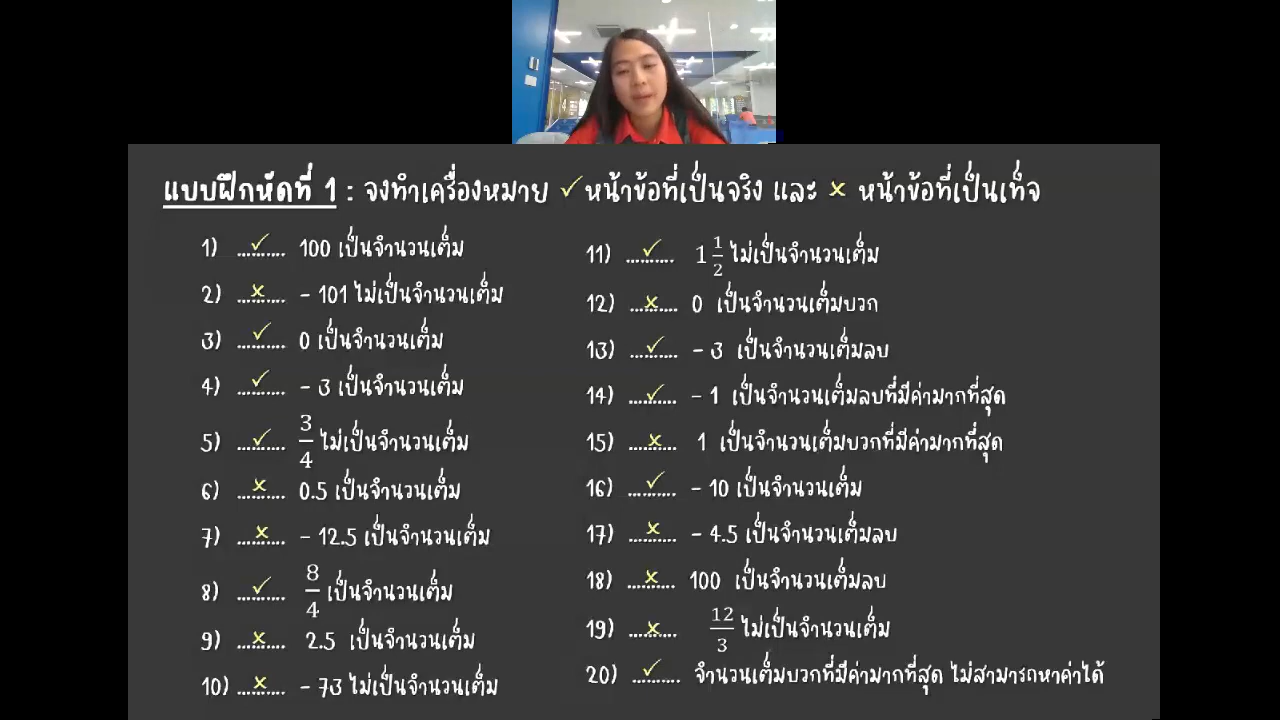 แบบฝึกหัดที่ 1 : จงทำเครื่องหมาย ✓ หน้าข้อที่เป็นจริง และ × หน้าข้อที่เป็นเท็จ
1) ....✓..... 100 เป็นจำนวนเต็ม
2) ....×..... - 101 ไม่เป็นจำนวนเต็ม
3) ....✓..... 0 เป็นจำนวนเต็ม
4) ....✓..... - 3 เป็นจำนวนเต็ม
5) ....✓..... 3/4 ไม่เป็นจำนวนเต็ม
6) ....×..... 0.5 เป็นจำนวนเต็ม
7) ....×..... - 12.5 เป็นจำนวนเต็ม
8) ....✓..... 8/4 เป็นจำนวนเต็ม
9) ....×..... 2.5 เป็นจำนวนเต็ม
10) ....×..... - 73 ไม่เป็นจำนวนเต็ม
11) ....✓..... 1 1/2 ไม่เป็นจำนวนเต็ม
12) ....×..... 0 เป็นจำนวนเต็มบวก
13) ....✓..... - 3 เป็นจำนวนเต็มลบ
14) ....✓..... - 1 เป็นจำนวนเต็มลบที่มีค่ามากที่สุด
15) ....×..... 1 เป็นจำนวนเต็มบวกที่มีค่ามากที่สุด
16) ....✓..... - 10 เป็นจำนวนเต็ม
17) ....×..... - 4.5 เป็นจำนวนเต็มลบ
18) ....×..... 100 เป็นจำนวนเต็มลบ
19) ....×..... 12/3 ไม่เป็นจำนวนเต็ม
20) ....✓..... จำนวนเต็มบวกที่มีค่ามากที่สุด ไม่สามารถหาค่าได้